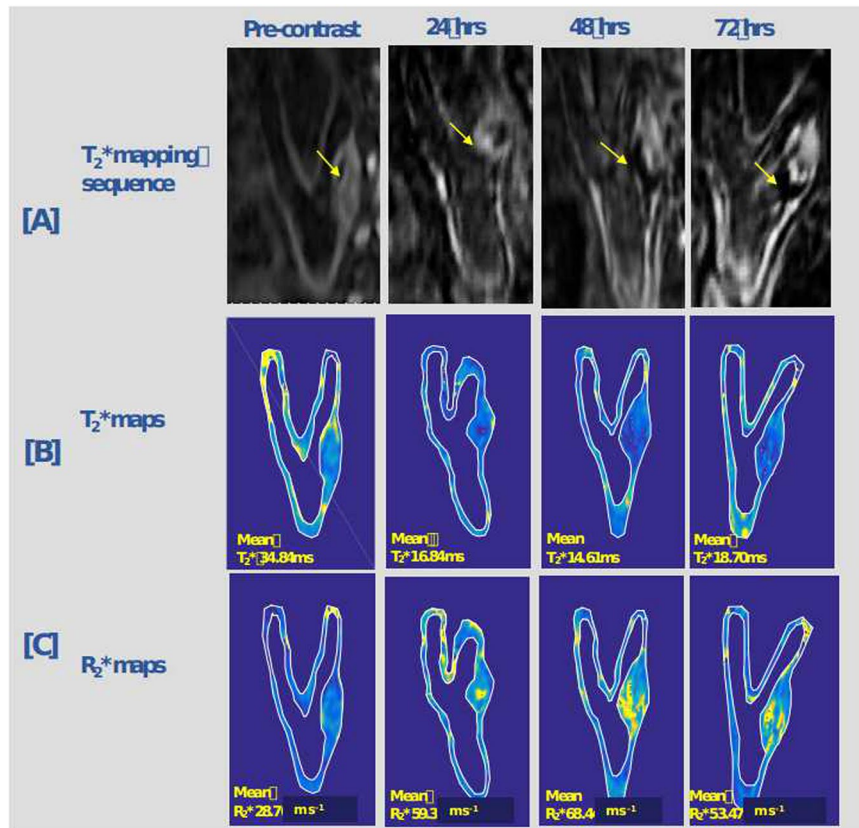 Pre-contrast 24 hrs 48 hrs 72 hrs
T₂* mapping
sequence
[A]
T₂* maps
[B]
Mean
T₂* 34.84ms
Mean
T₂* 16.84ms
Mean
T₂* 14.61ms
Mean
T₂* 18.70ms
[C]
R₂* maps
Mean
R₂* 28.7 ms⁻¹
Mean
R₂* 59.3 ms⁻¹
Mean
R₂* 68.4 ms⁻¹
Mean
R₂* 53.47 ms⁻¹